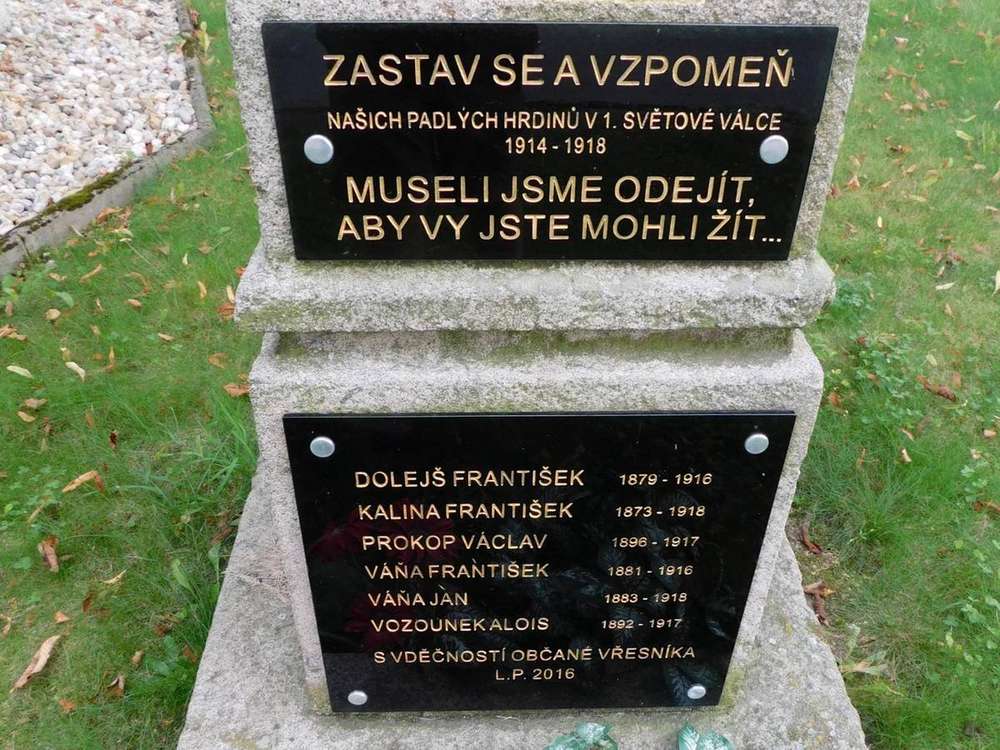 ZASTAV SE A VZPOMEŇ
NAŠICH PADLÝCH HRDINŮ V 1. SVĚTOVÉ VÁLCE
1914 - 1918
MUSELI JSME ODEJÍT,
ABY VY JSTE MOHLI ŽÍT...
DOLEJŠ FRANTIŠEK 1879 - 1916
KALINA FRANTIŠEK 1873 - 1918
PROKOP VÁCLAV 1896 - 1917
VÁŇA FRANTIŠEK 1881 - 1916
VÁŇA JAN 1883 - 1918
VOZOUNEK ALOIS 1892 - 1917
S VDĚČNOSTÍ OBČANÉ VŘESNÍKA
L.P. 2016